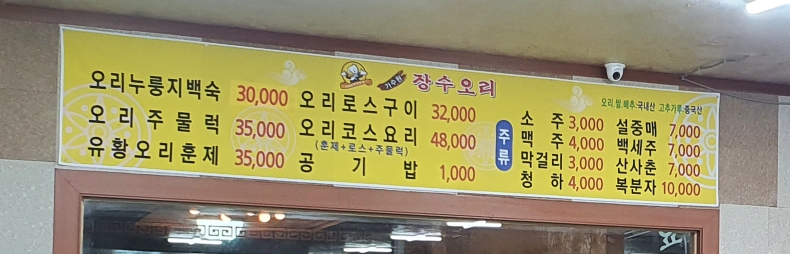 가수원 장수오리
오리,쌀,배추:국내산 고추가루:중국산
오리누룽지백숙 30,000
오리주물럭 35,000
유황오리훈제 35,000
오리로스구이 32,000
오리코스요리 48,000
(훈제+로스+주물럭)
공기밥 1,000
주류
소주 3,000
맥주 4,000
막걸리 3,000
청하 4,000
설중매 7,000
백세주 7,000
산사춘 7,000
복분자 10,000